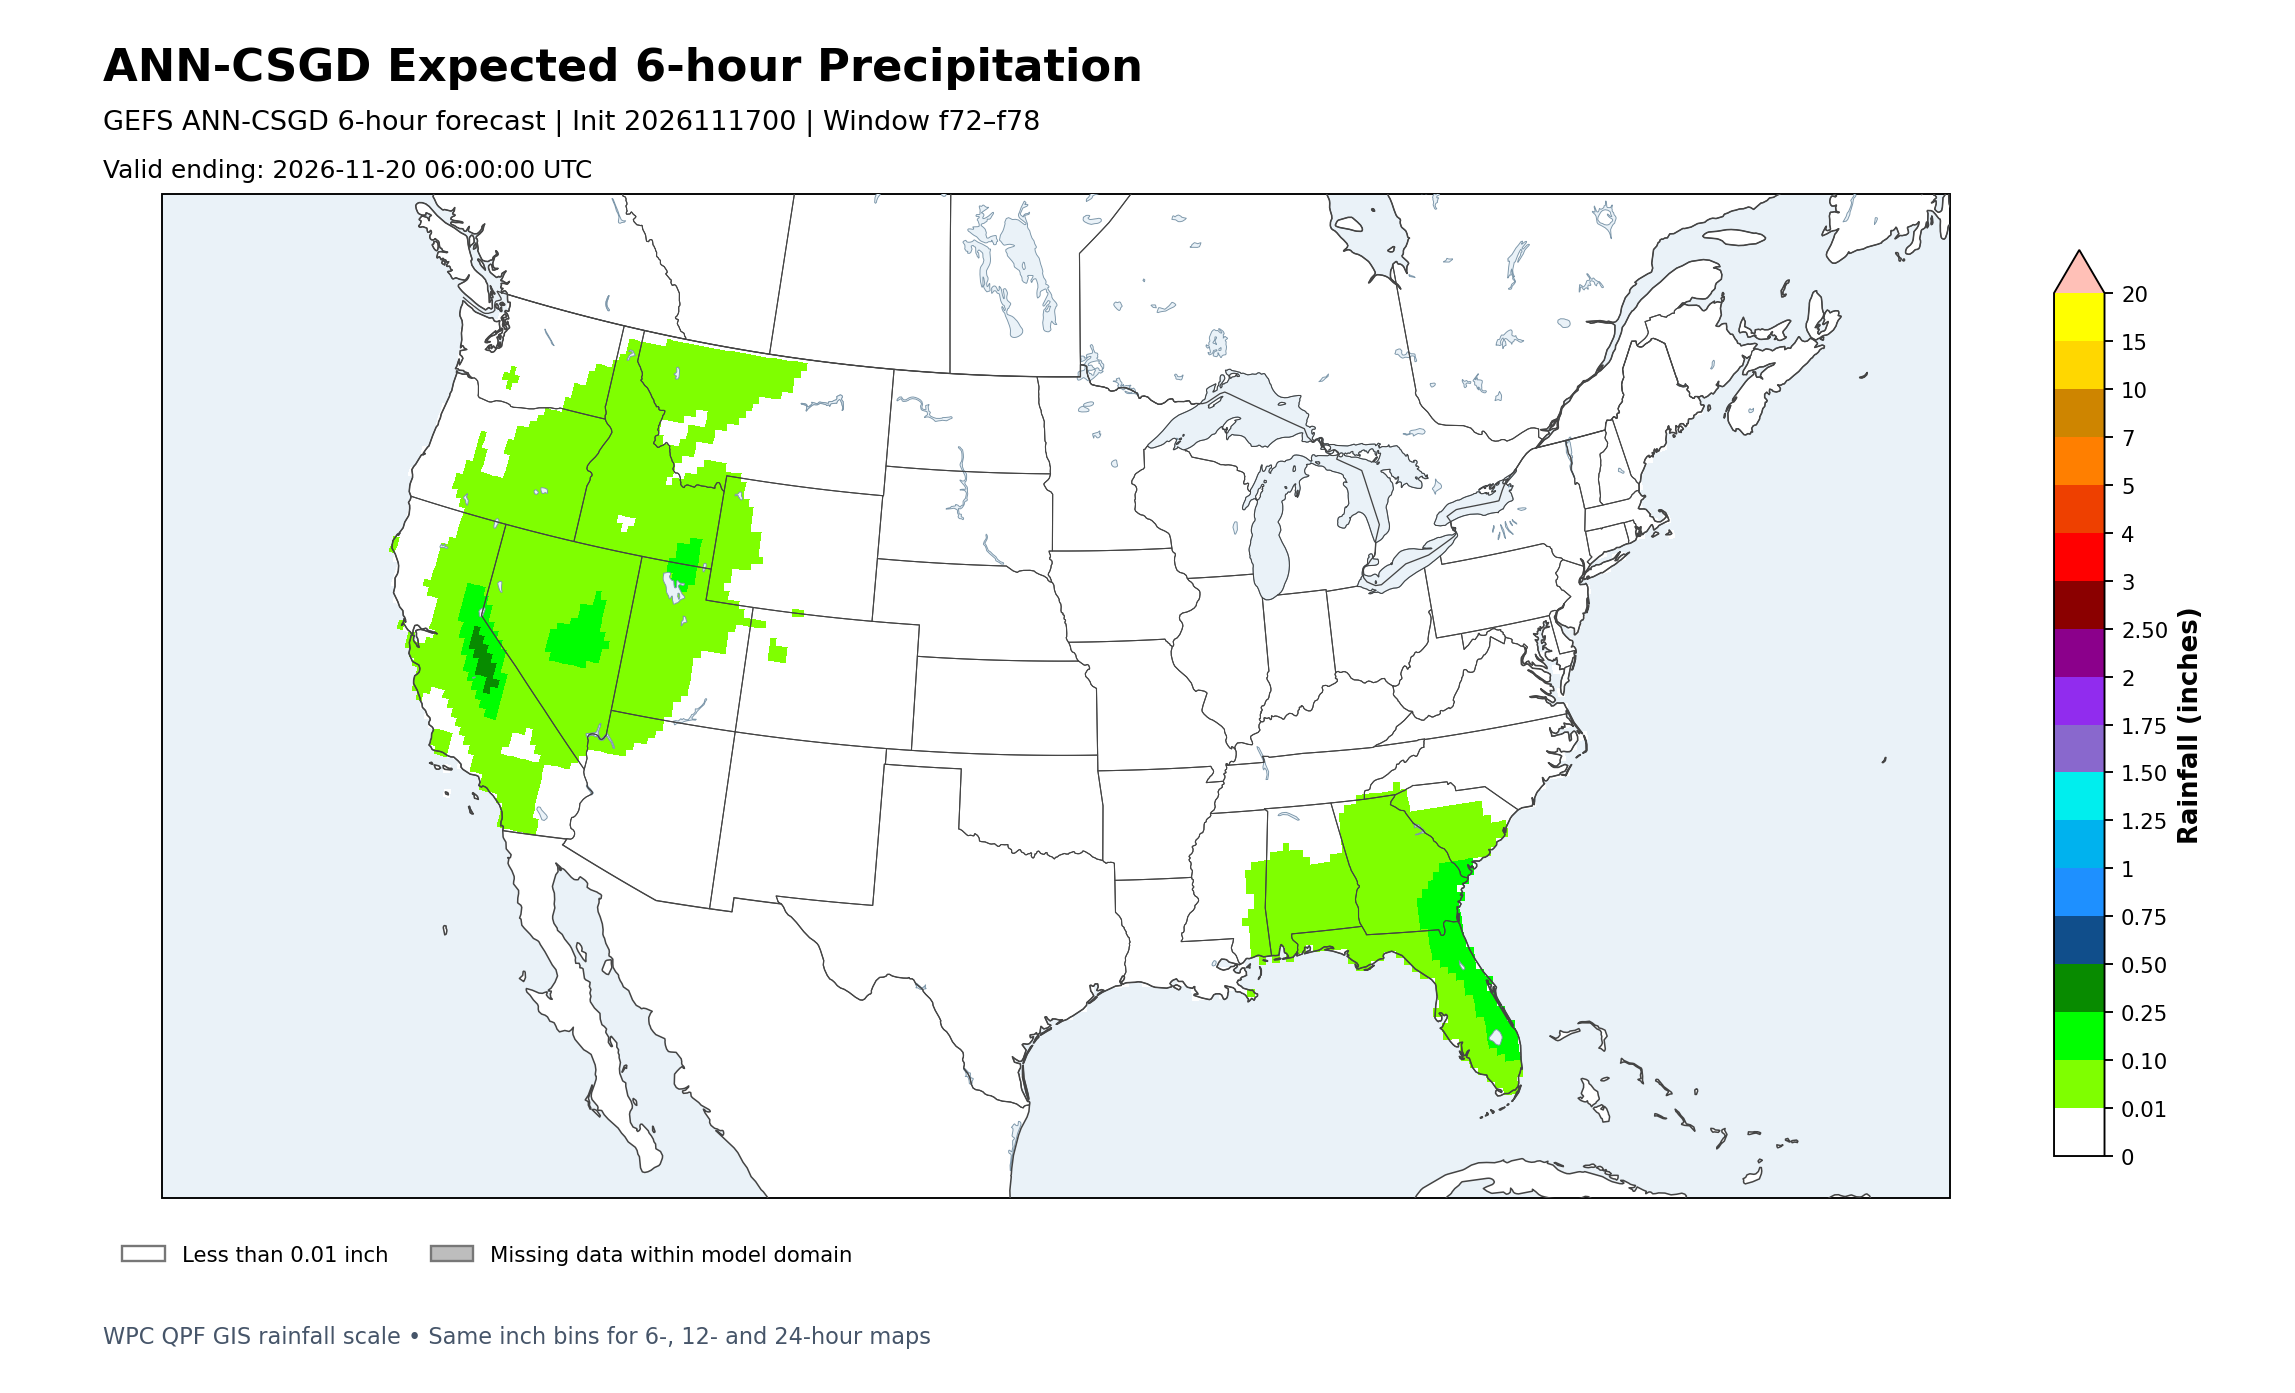 ANN-CSGD Expected 6-hour Precipitation
GEFS ANN-CSGD 6-hour forecast | Init 2026111700 | Window f72–f78
Valid ending: 2026-11-20 06:00:00 UTC
20
15
10
7
5
4
3
2.50
2
1.75
1.50
1.25
1
0.75
0.50
0.25
0.10
0.01
0
Rainfall (inches)
Less than 0.01 inch
Missing data within model domain
WPC QPF GIS rainfall scale • Same inch bins for 6-, 12- and 24-hour maps